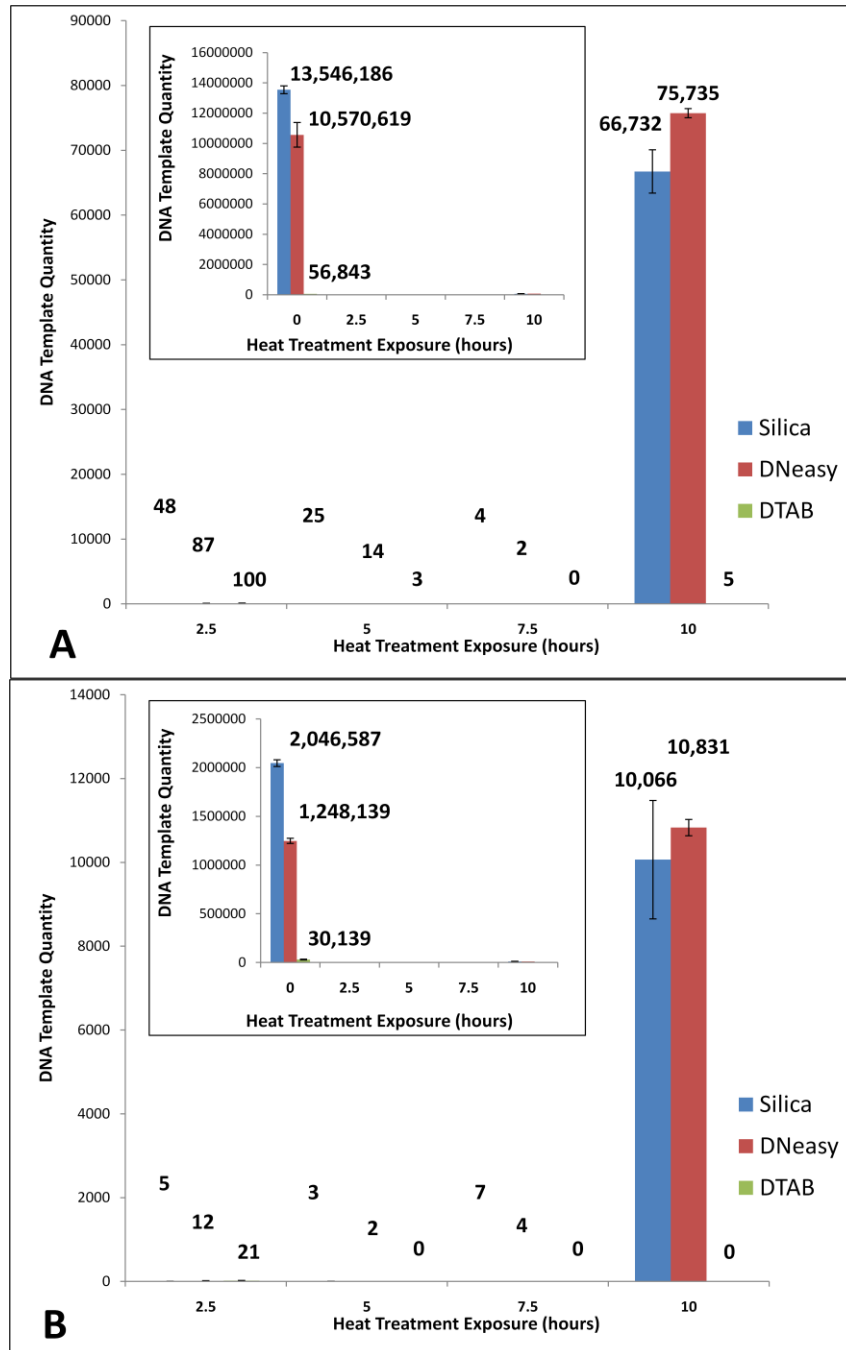 90000
80000
70000
60000
50000
40000
30000
20000
10000
0
DNA Template Quantity
16000000
14000000
12000000
10000000
8000000
6000000
4000000
2000000
0
DNA Template Quantity
13,546,186
10,570,619
56,843
0 2.5 5 7.5 10
Heat Treatment Exposure (hours)
75,735
66,732
Silica
DNeasy
DTAB
48 25 4
87 14 2
100 3 0 5
2.5 5 7.5 10
Heat Treatment Exposure (hours)
A
14000
12000
10000
8000
6000
4000
2000
0
DNA Template Quantity
2500000
2000000
1500000
1000000
500000
0
DNA Template Quantity
2,046,587
1,248,139
30,139
0 2.5 5 7.5 10
Heat Treatment Exposure (hours)
10,831
10,066
Silica
DNeasy
DTAB
5 3 7
12 2 4
21 0 0 0
2.5 5 7.5 10
Heat Treatment Exposure (hours)
B